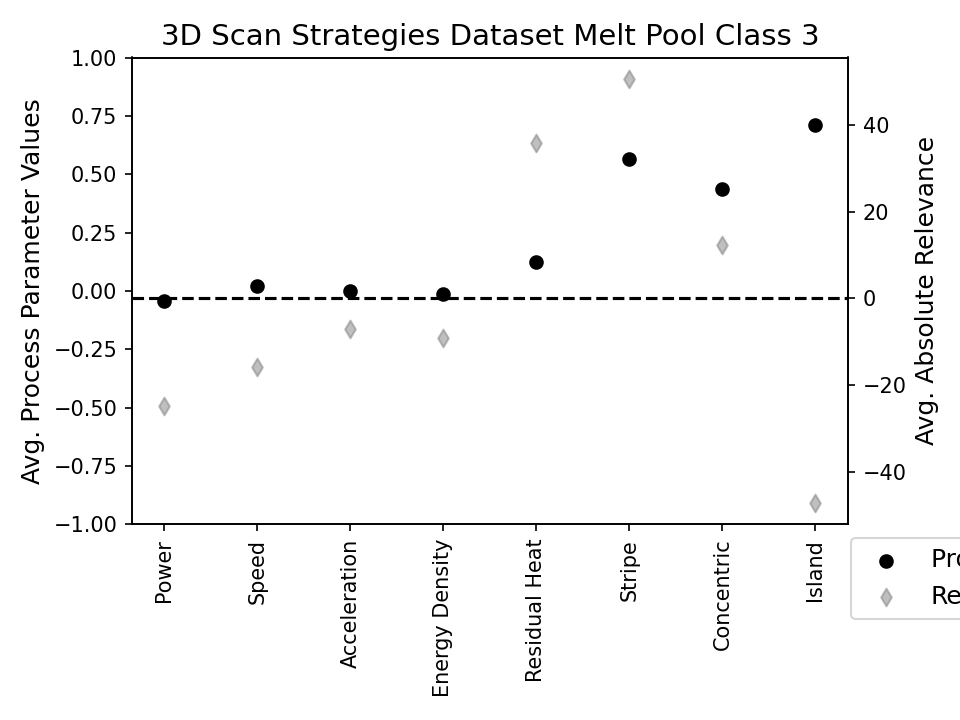 3D Scan Strategies Dataset Melt Pool Class 3
Avg. Process Parameter Values
1.00
0.75
0.50
0.25
0.00
−0.25
−0.50
−0.75
−1.00
40
20
0
−20
−40
Avg. Absolute Relevance
Power
Speed
Acceleration
Energy Density
Residual Heat
Stripe
Concentric
Island
Pro
Re